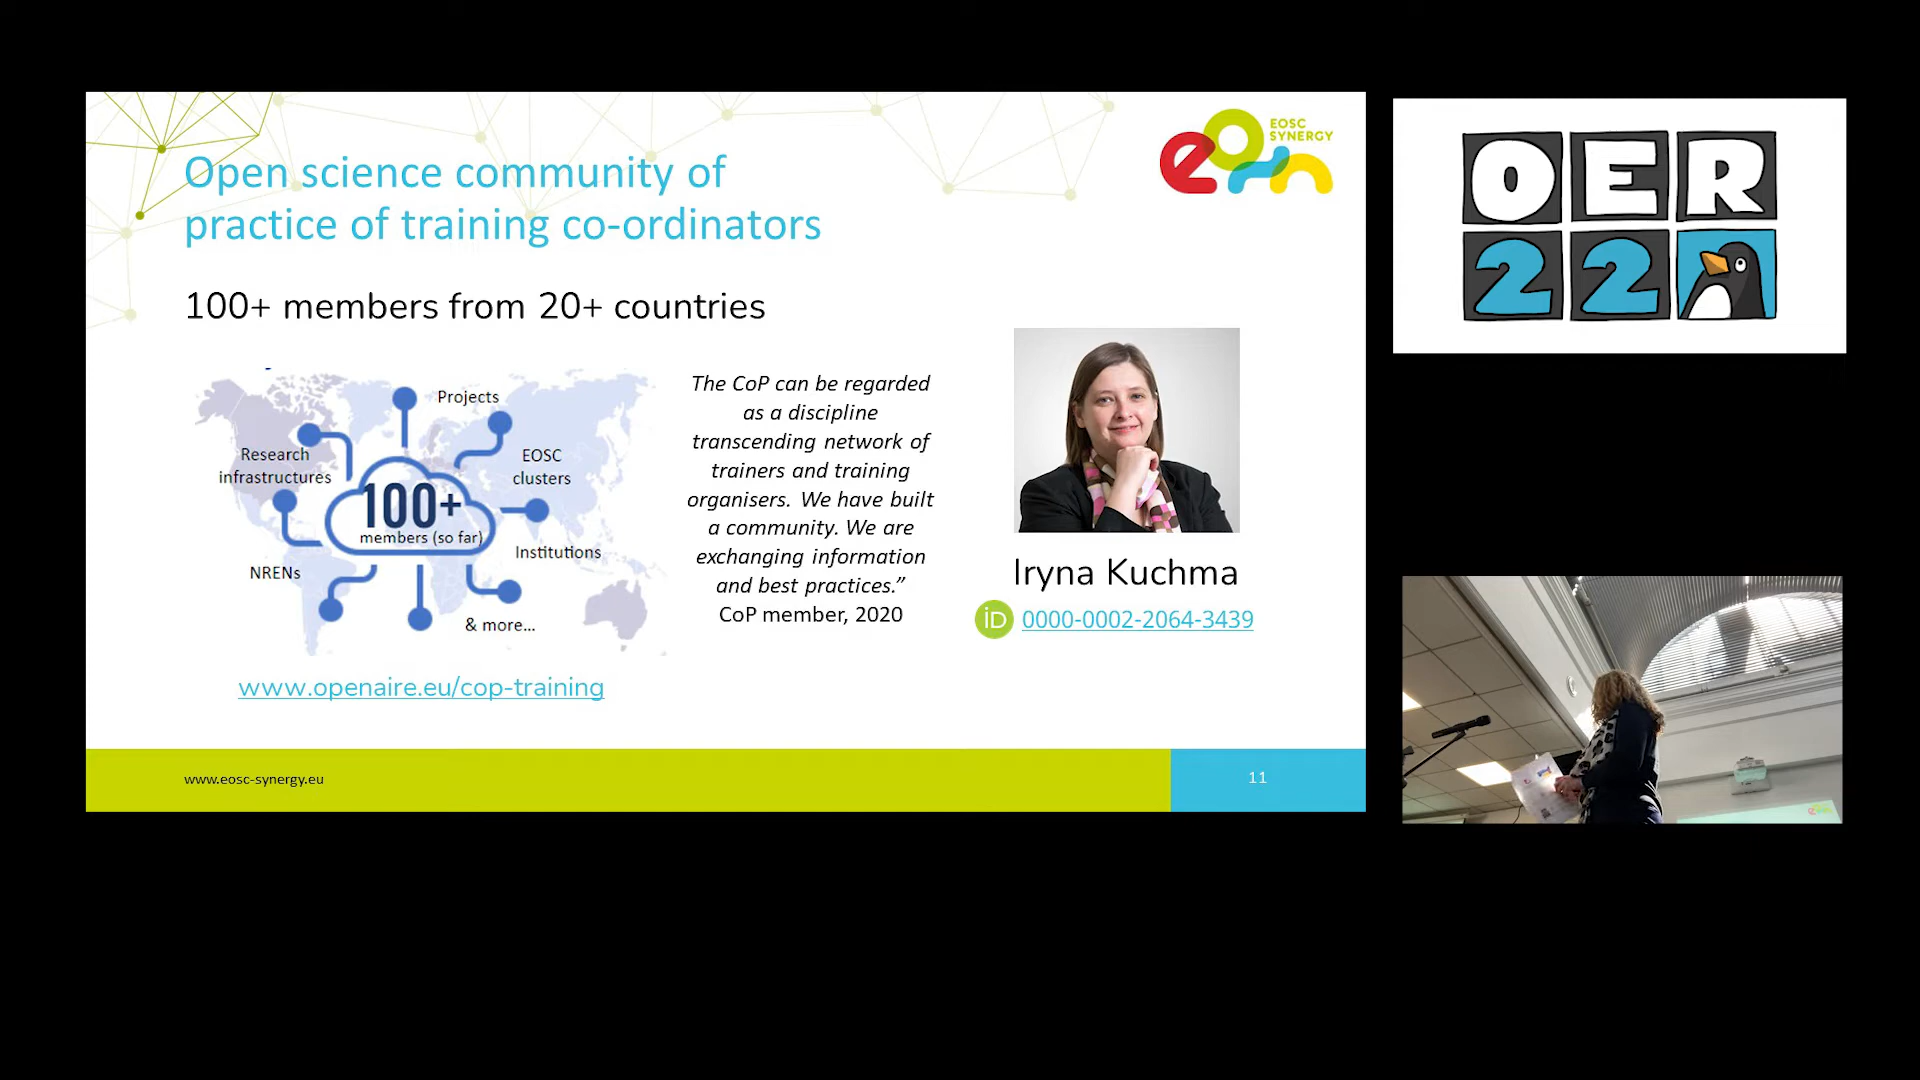 Open science community of
practice of training co-ordinators
EOSC
SYNERGY
100+ members from 20+ countries
Projects
Research
infrastructures
EOSC
clusters
100+
members (so far)
Institutions
NRENs
& more...
www.openaire.eu/cop-training
The CoP can be regarded
as a discipline
transcending network of
trainers and training
organisers. We have built
a community. We are
exchanging information
and best practices.”
CoP member, 2020
Iryna Kuchma
iD 0000-0002-2064-3439
www.eosc-synergy.eu
11
OER
22